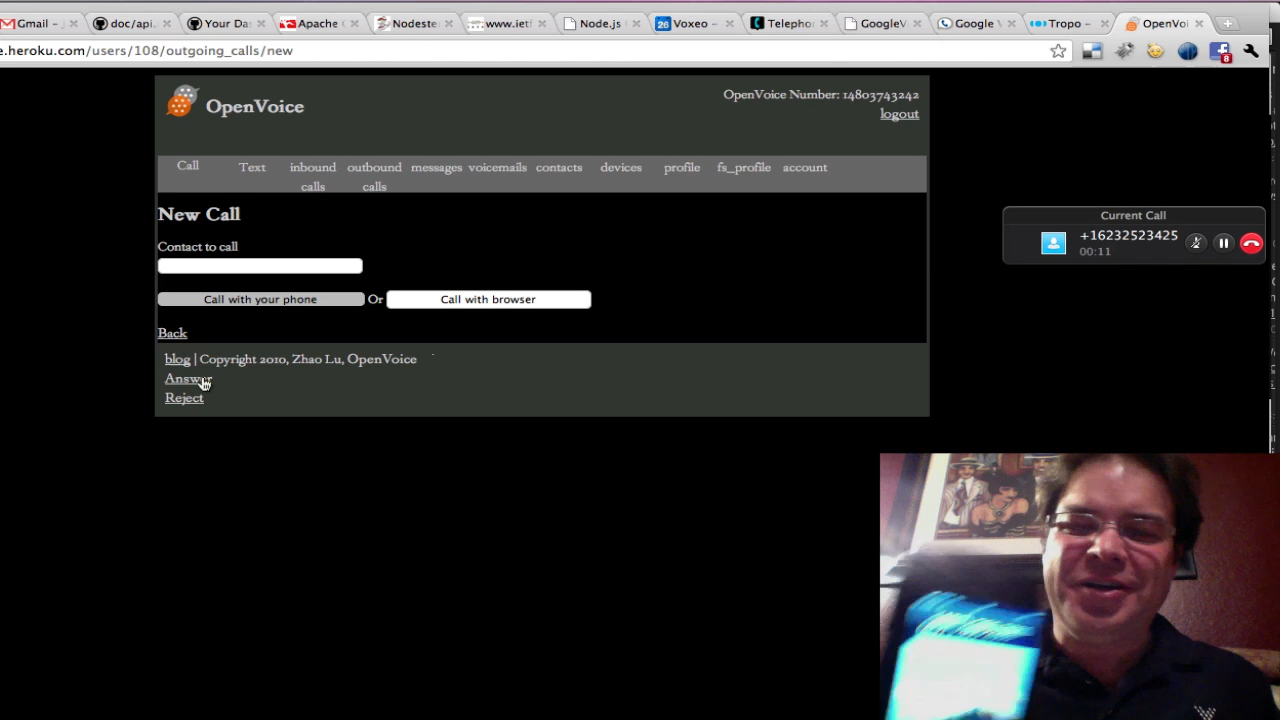 Gmail -
doc/api.
Your Da
Apache
Nodeste
www.ietf
Node.js
26 Voxeo -
Telepho
GoogleV
Google
Tropo -
OpenVoi
e.heroku.com/users/108/outgoing_calls/new
8
OpenVoice
OpenVoice Number: 14803743242
logout
Call Text inbound calls outbound calls messages voicemails contacts devices profile fs_profile account
New Call
Contact to call
Call with your phone Or Call with browser
Back
blog | Copyright 2010, Zhao Lu, OpenVoice
Answer
Reject
Current Call
+16232523425
00:11